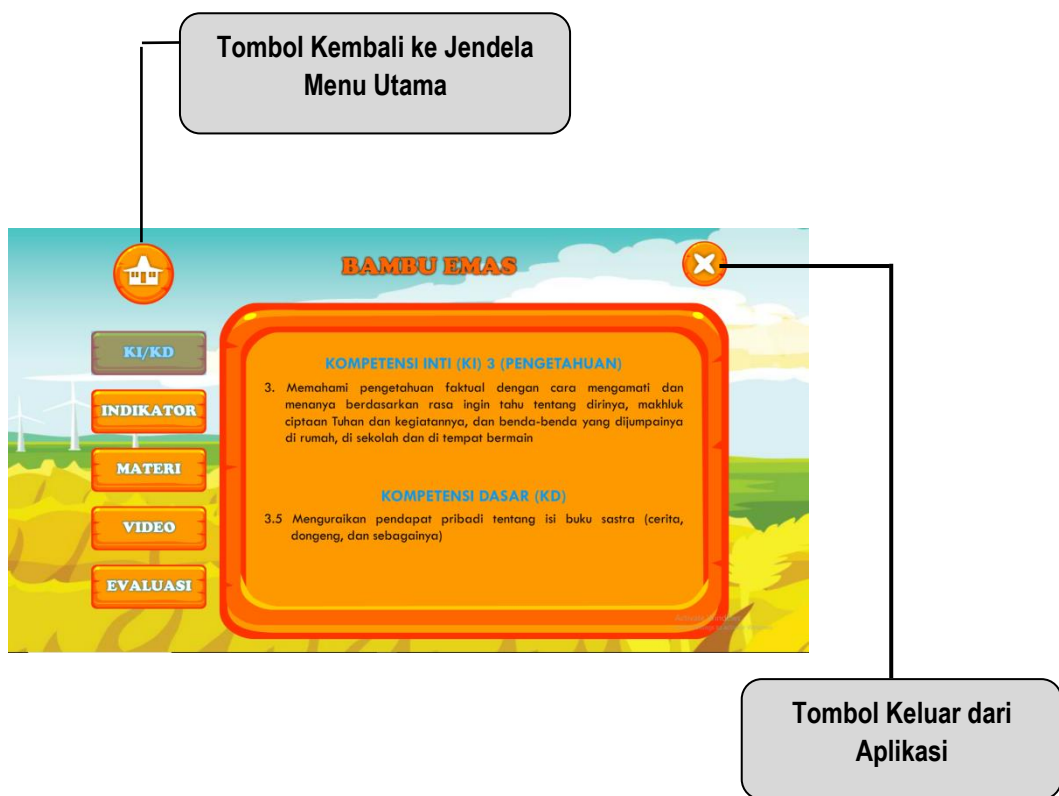 Tombol Kembali ke Jendela
Menu Utama
BAMBU EMAS
KI/KD
INDIKATOR
MATERI
VIDEO
EVALUASI
KOMPETENSI INTI (KI) 3 (PENGETAHUAN)
3. Memahami pengetahuan faktual dengan cara mengamati dan
menanya berdasarkan rasa ingin tahu tentang dirinya, makhluk
ciptaan Tuhan dan kegiatannya, dan benda-benda yang dijumpainya
di rumah, di sekolah dan di tempat bermain
KOMPETENSI DASAR (KD)
3.5 Menguraikan pendapat pribadi tentang isi buku sastra (cerita,
dongeng, dan sebagainya)
Tombol Keluar dari
Aplikasi